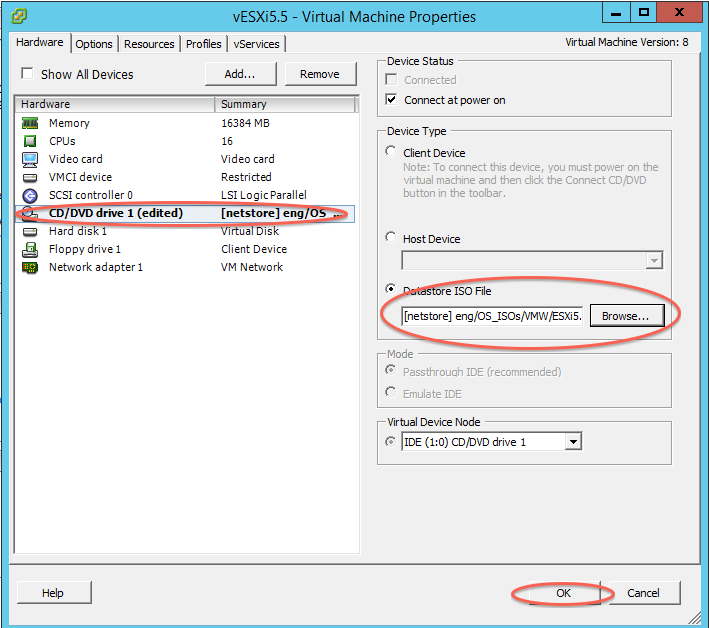 vESXi5.5 - Virtual Machine Properties
Hardware Options Resources Profiles vServices
Virtual Machine Version: 8
Show All Devices
Add...
Remove
Hardware Summary
Memory 16384 MB
CPUs 16
Video card Video card
VMCI device Restricted
SCSI controller 0 LSI Logic Parallel
CD/DVD drive 1 (edited) [netstore] eng/OS_...
Hard disk 1 Virtual Disk
Floppy drive 1 Client Device
Network adapter 1 VM Network
Device Status
Connected
Connect at power on
Device Type
Client Device
Note: To connect this device, you must power on the
virtual machine and then click the Connect CD/DVD
button in the toolbar.
Host Device
Datastore ISO File
[netstore] eng/OS_ISOs/VMW/ESXi5.
Browse...
Mode
Passthrough IDE (recommended)
Emulate IDE
Virtual Device Node
IDE (1:0) CD/DVD drive 1
Help
OK
Cancel